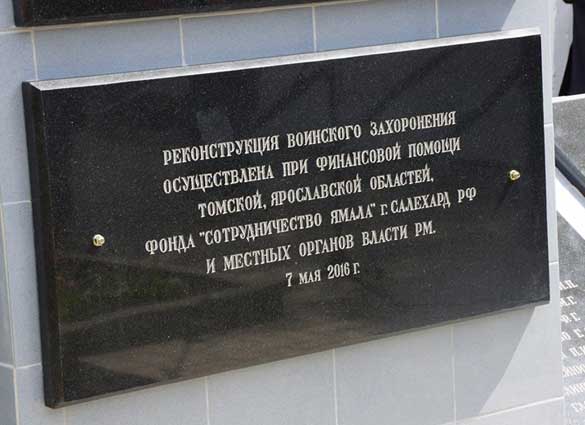 РЕКОНСТРУКЦИЯ ВОИНСКОГО ЗАХОРОНЕНИЯ
ОСУЩЕСТВЛЕНА ПРИ ФИНАНСОВОЙ ПОМОЩИ
ТОМСКОЙ, ЯРОСЛАВСКОЙ ОБЛАСТЕЙ,
ФОНДА "СОТРУДНИЧЕСТВО ЯМАЛА" г. САЛЕХАРД РФ
И МЕСТНЫХ ОРГАНОВ ВЛАСТИ РМ.
7 МАЯ 2016 Г.